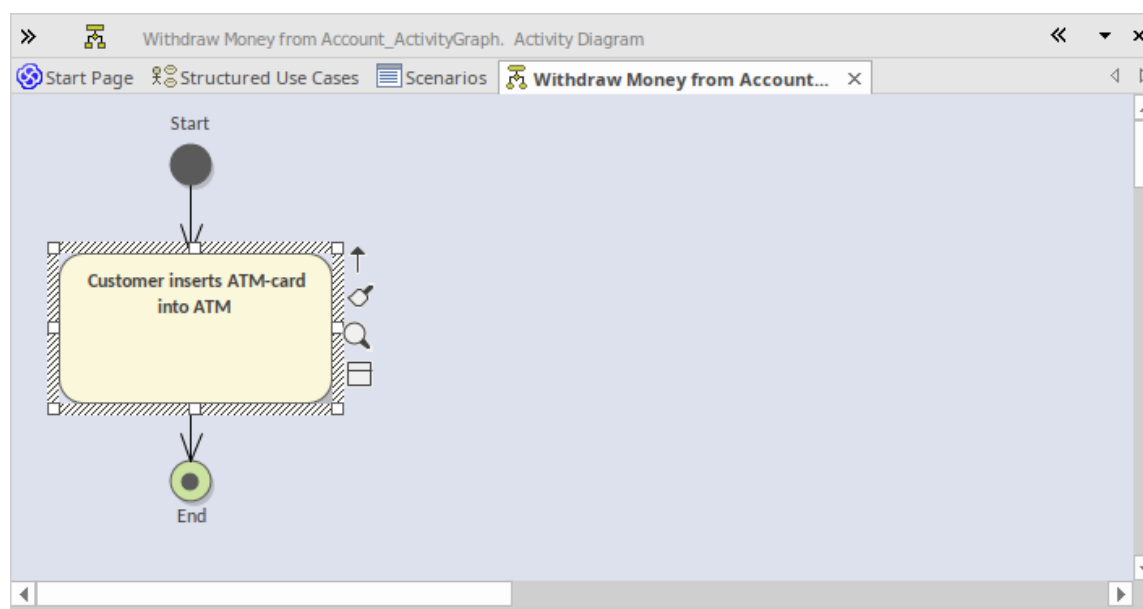 Withdraw Money from Account_ActivityGraph.  Activity Diagram
Start Page Structured Use Cases Scenarios Withdraw Money from Account...
Start
Customer inserts ATM-card
into ATM
End